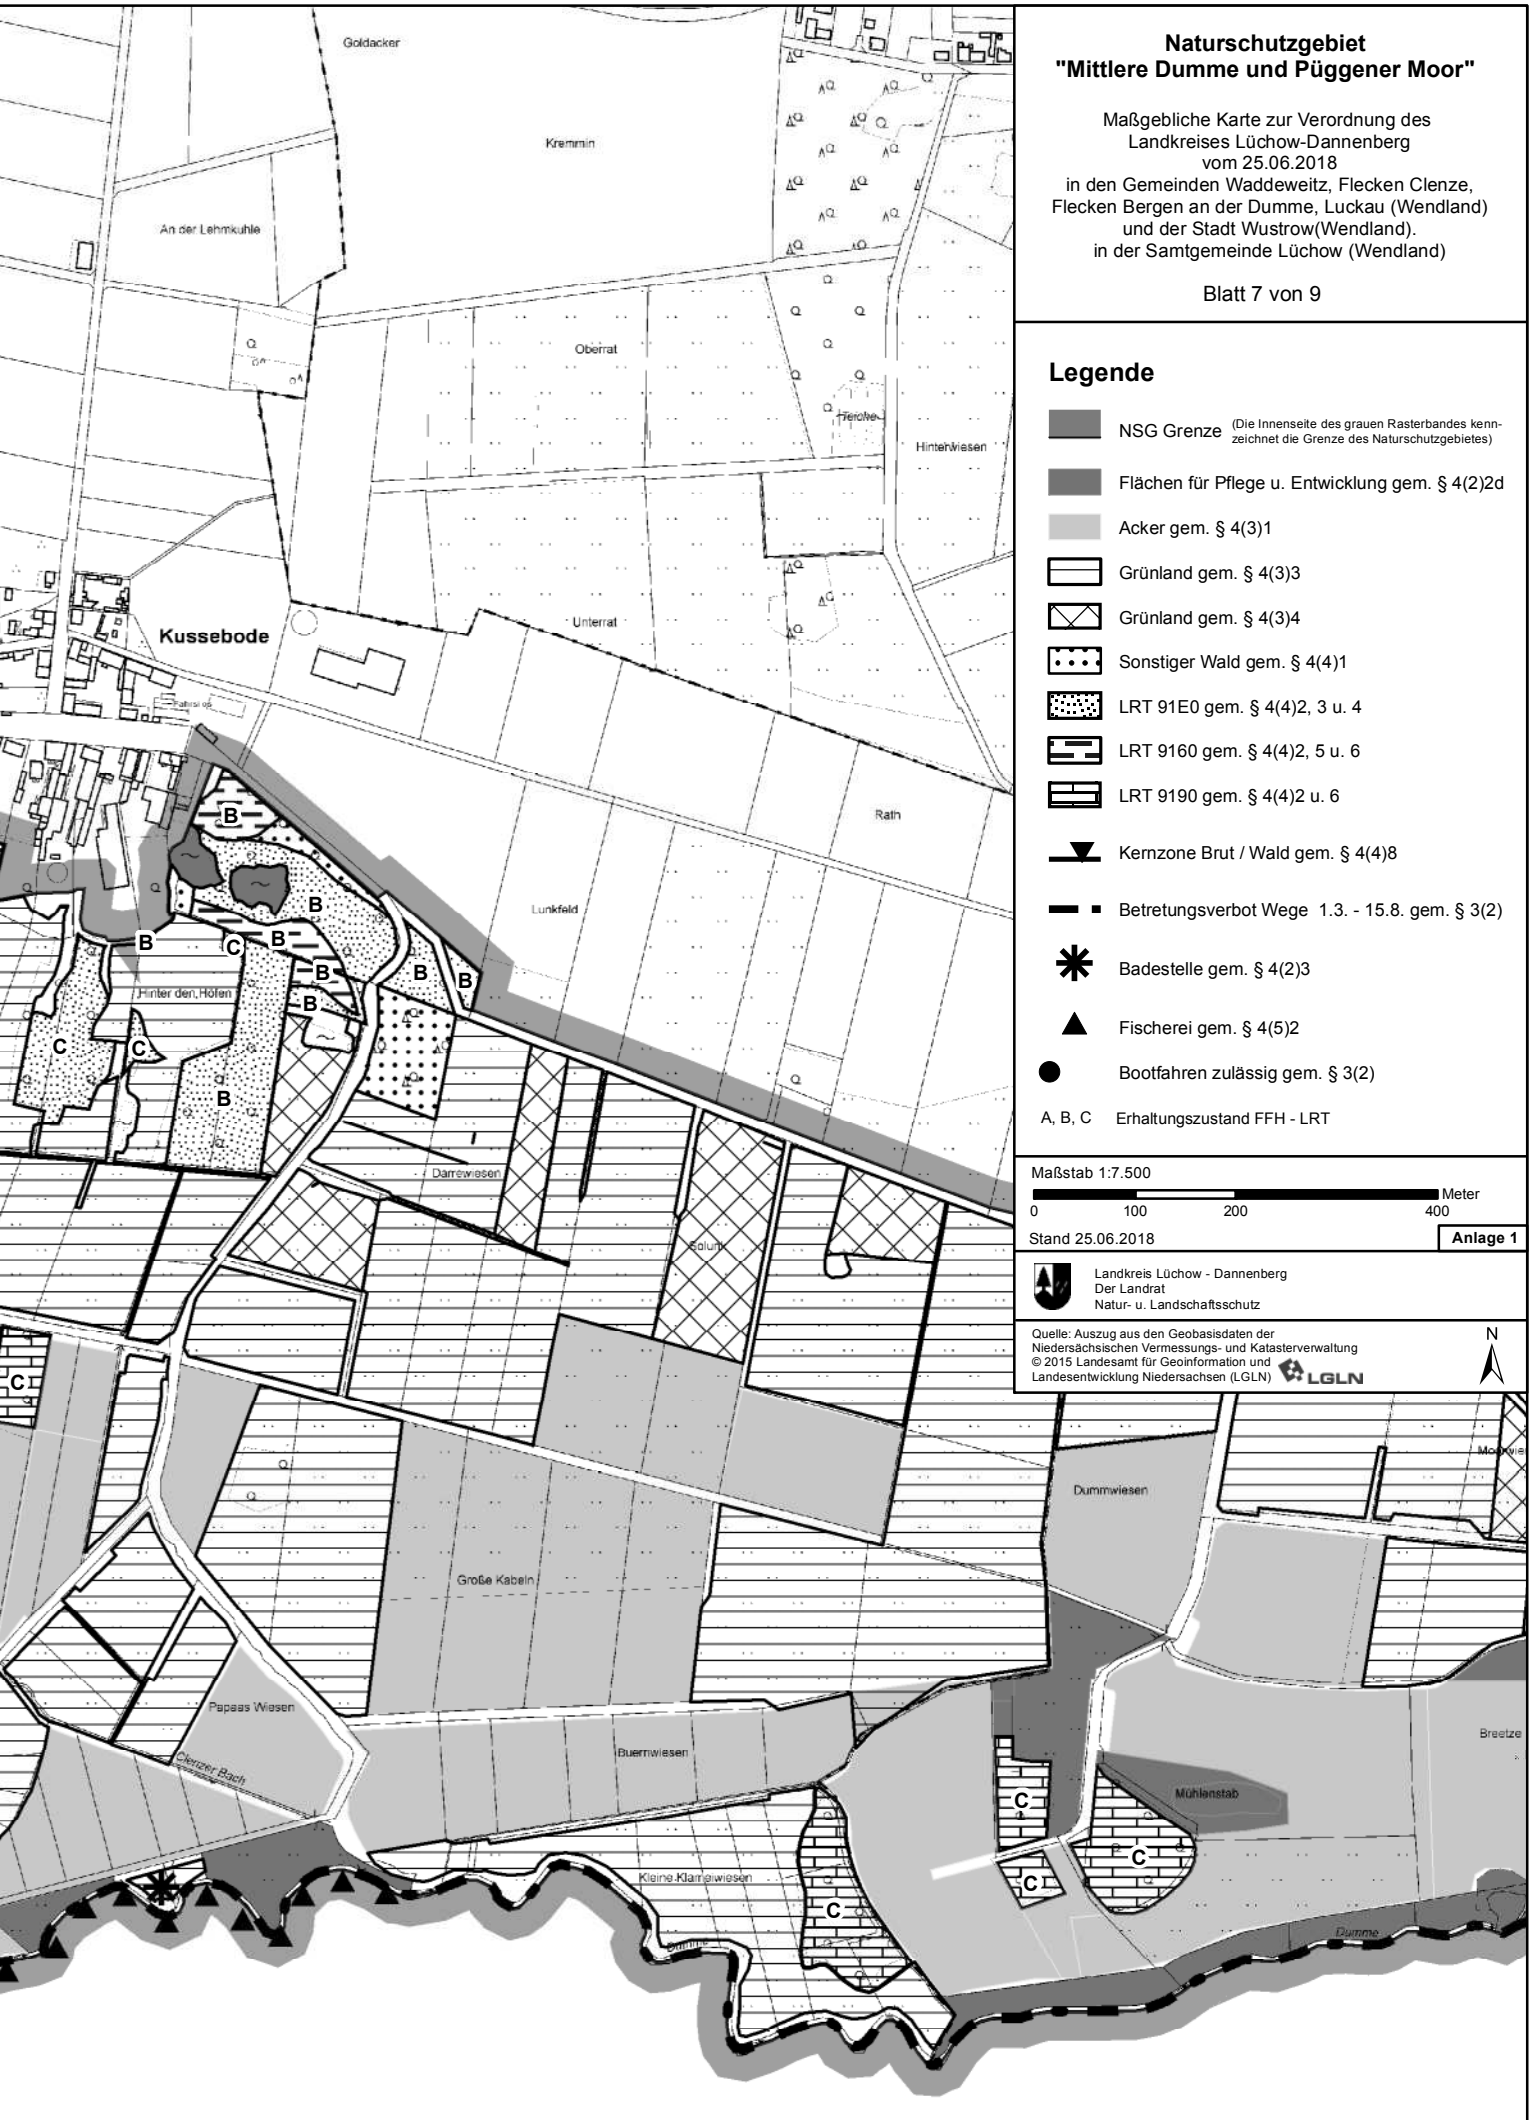 Naturschutzgebiet
"Mittlere Dumme und Püggener Moor"
Maßgebliche Karte zur Verordnung des
Landkreises Lüchow-Dannenberg
vom 25.06.2018
in den Gemeinden Waddeweitz, Flecken Clenze,
Flecken Bergen an der Dumme, Luckau (Wendland)
und der Stadt Wustrow(Wendland).
in der Samtgemeinde Lüchow (Wendland)
Blatt 7 von 9
Legende
NSG Grenze (Die Innenseite des grauen Rasterbandes kenn-
zeichnet die Grenze des Naturschutzgebietes)
Flächen für Pflege u. Entwicklung gem. § 4(2)2d
Acker gem. § 4(3)1
Grünland gem. § 4(3)3
Grünland gem. § 4(3)4
Sonstiger Wald gem. § 4(4)1
LRT 91E0 gem. § 4(4)2, 3 u. 4
LRT 9160 gem. § 4(4)2, 5 u. 6
LRT 9190 gem. § 4(4)2 u. 6
Kernzone Brut / Wald gem. § 4(4)8
Betretungsverbot Wege 1.3. - 15.8. gem. § 3(2)
Badestelle gem. § 4(2)3
Fischerei gem. § 4(5)2
Bootfahren zulässig gem. § 3(2)
A, B, C Erhaltungszustand FFH - LRT
Maßstab 1:7.500
Meter
0 100 200 400
Stand 25.06.2018
Anlage 1
Landkreis Lüchow - Dannenberg
Der Landrat
Natur- u. Landschaftsschutz
Quelle: Auszug aus den Geobasisdaten der
Niedersächsischen Vermessungs- und Katasterverwaltung
© 2015 Landesamt für Geoinformation und
Landesentwicklung Niedersachsen (LGLN)
LGLN
N
Goldacker
Kremmin
An der Lehmkuhle
Oberrat
Teiche
Hinterwiesen
Unterrat
Kussebode
Rath
Lunkfeld
B
B
B
C
B
B
B
B
B
Hinter den Höfen
C
C
B
Darrewiesen
Solunt
C
Dummwiesen
Große Kabeln
Papaas Wiesen
Clenzer Bach
Buernwiesen
Breetze
Mühlenstab
C
C
C
C
Kleine Klameiwiesen
Dumme
Dumme